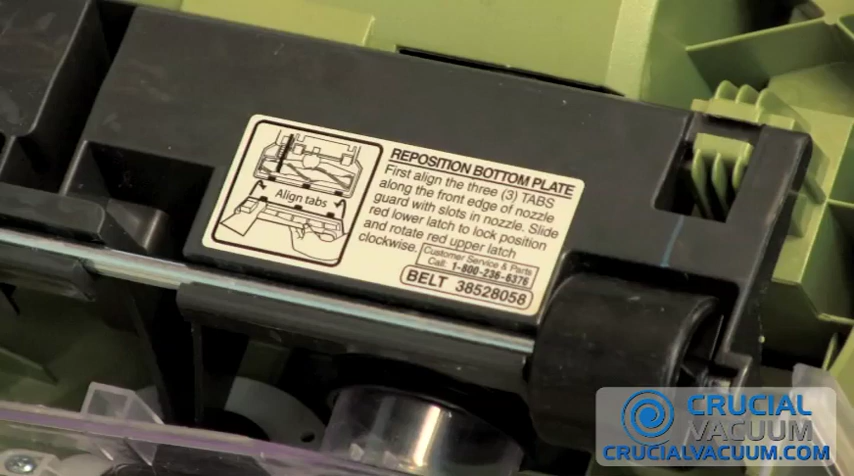 REPOSITION BOTTOM PLATE
First align the three (3) TABS
along the front edge of nozzle
guard with slots in nozzle. Slide
red lower latch to lock position
and rotate red upper latch
clockwise.
Customer Service & Parts
Call: 1-800-236-6376
BELT 38528058
Align tabs
CRUCIAL
VACUUM
CRUCIALVACUUM.COM